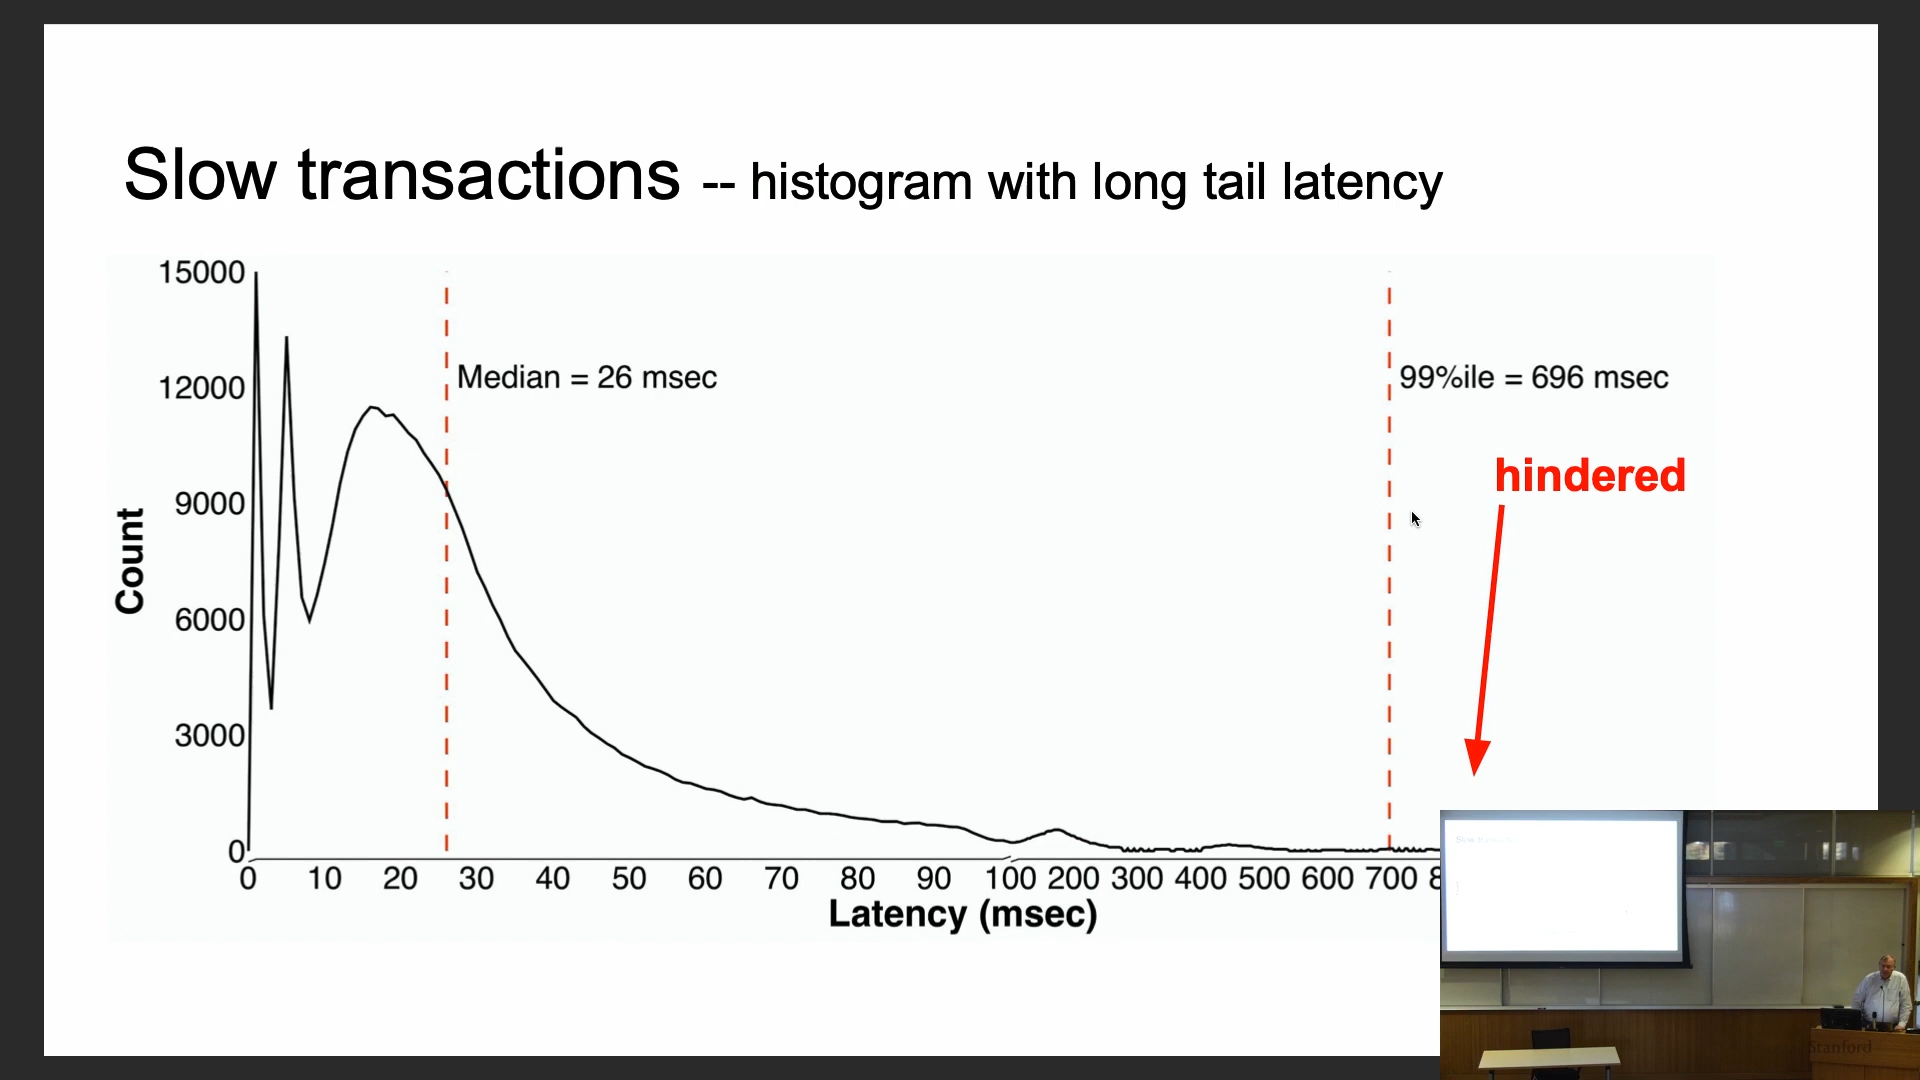 Slow transactions -- histogram with long tail latency
15000
12000
9000
6000
3000
0
Count
Median = 26 msec
99%ile = 696 msec
hindered
0 10 20 30 40 50 60 70 80 90 100 200 300 400 500 600 700 8
Latency (msec)
Stanford